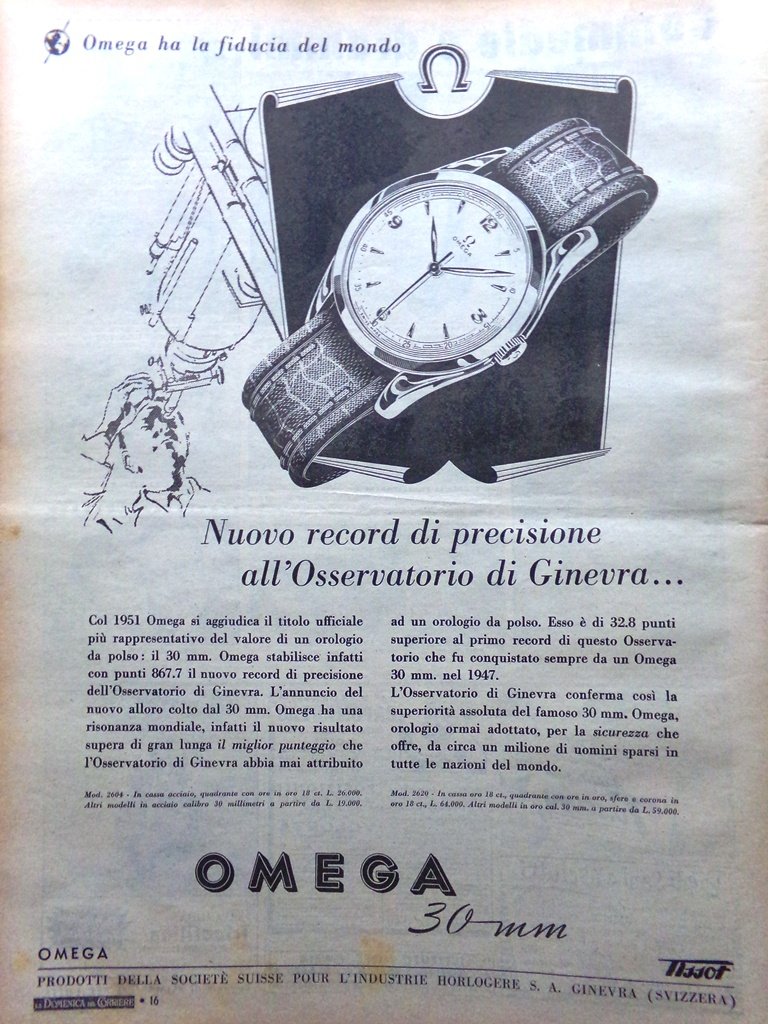 Omega ha la fiducia del mondo
Ω
12
9
3
Ω
OMEGA
Nuovo record di precisione
all'Osservatorio di Ginevra...
Col 1951 Omega si aggiudica il titolo ufficiale
più rappresentativo del valore di un orologio
da polso: il 30 mm. Omega stabilisce infatti
con punti 867.7 il nuovo record di precisione
dell'Osservatorio di Ginevra. L'annuncio del
nuovo alloro colto dal 30 mm. Omega ha una
risonanza mondiale, infatti il nuovo risultato
supera di gran lunga il miglior punteggio che
l'Osservatorio di Ginevra abbia mai attribuito
ad un orologio da polso. Esso è di 32.8 punti
superiore al primo record di questo Osserva-
torio che fu conquistato sempre da un Omega
30 mm. nel 1947.
L'Osservatorio di Ginevra conferma così la
superiorità assoluta del famoso 30 mm. Omega,
orologio ormai adottato, per la sicurezza che
offre, da circa un milione di uomini sparsi in
tutte le nazioni del mondo.
Mod. 2604 - In cassa acciaio, quadrante con ore in oro 18 ct. L. 26.000.
Altri modelli in acciaio calibro 30 millimetri a partire da L. 19.000.
Mod. 2620 - In cassa oro 18 ct., quadrante con ore in oro, sfere e corona in
oro 18 ct., L. 64.000. Altri modelli in oro cal. 30 mm. a partire da L. 59.000.
OMEGA
30 mm
OMEGA
Tissot
PRODOTTI DELLA SOCIETÈ SUISSE POUR L'INDUSTRIE HORLOGERE S. A. GINEVRA (SVIZZERA)
LA DOMENICA DEL CORRIERE • 16